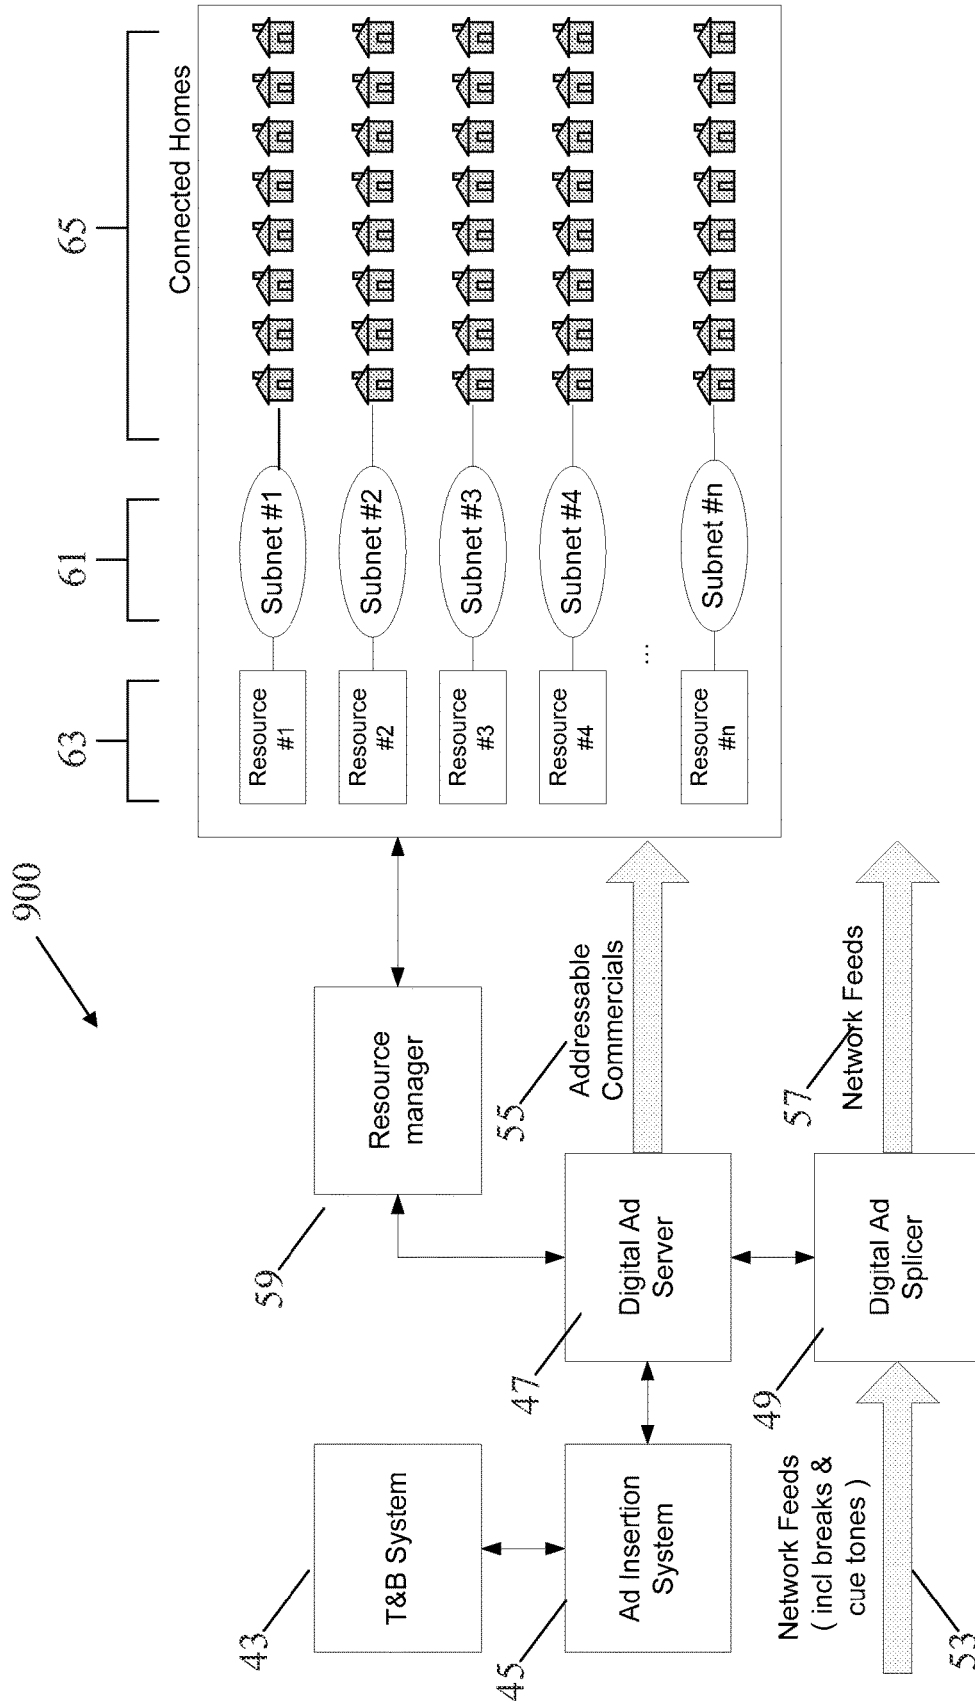 900
63
61
65
Connected Homes
Resource
#1
Subnet #1
Resource
#2
Subnet #2
Resource
#3
Subnet #3
Resource
#4
Subnet #4
...
Resource
#n
Subnet #n
59
Resource
manager
43
T&B System
55
Addressable
Commercials
47
Digital Ad
Server
45
Ad Insertion
System
57
Network Feeds
49
Digital Ad
Splicer
Network Feeds
( incl breaks &
cue tones )
53